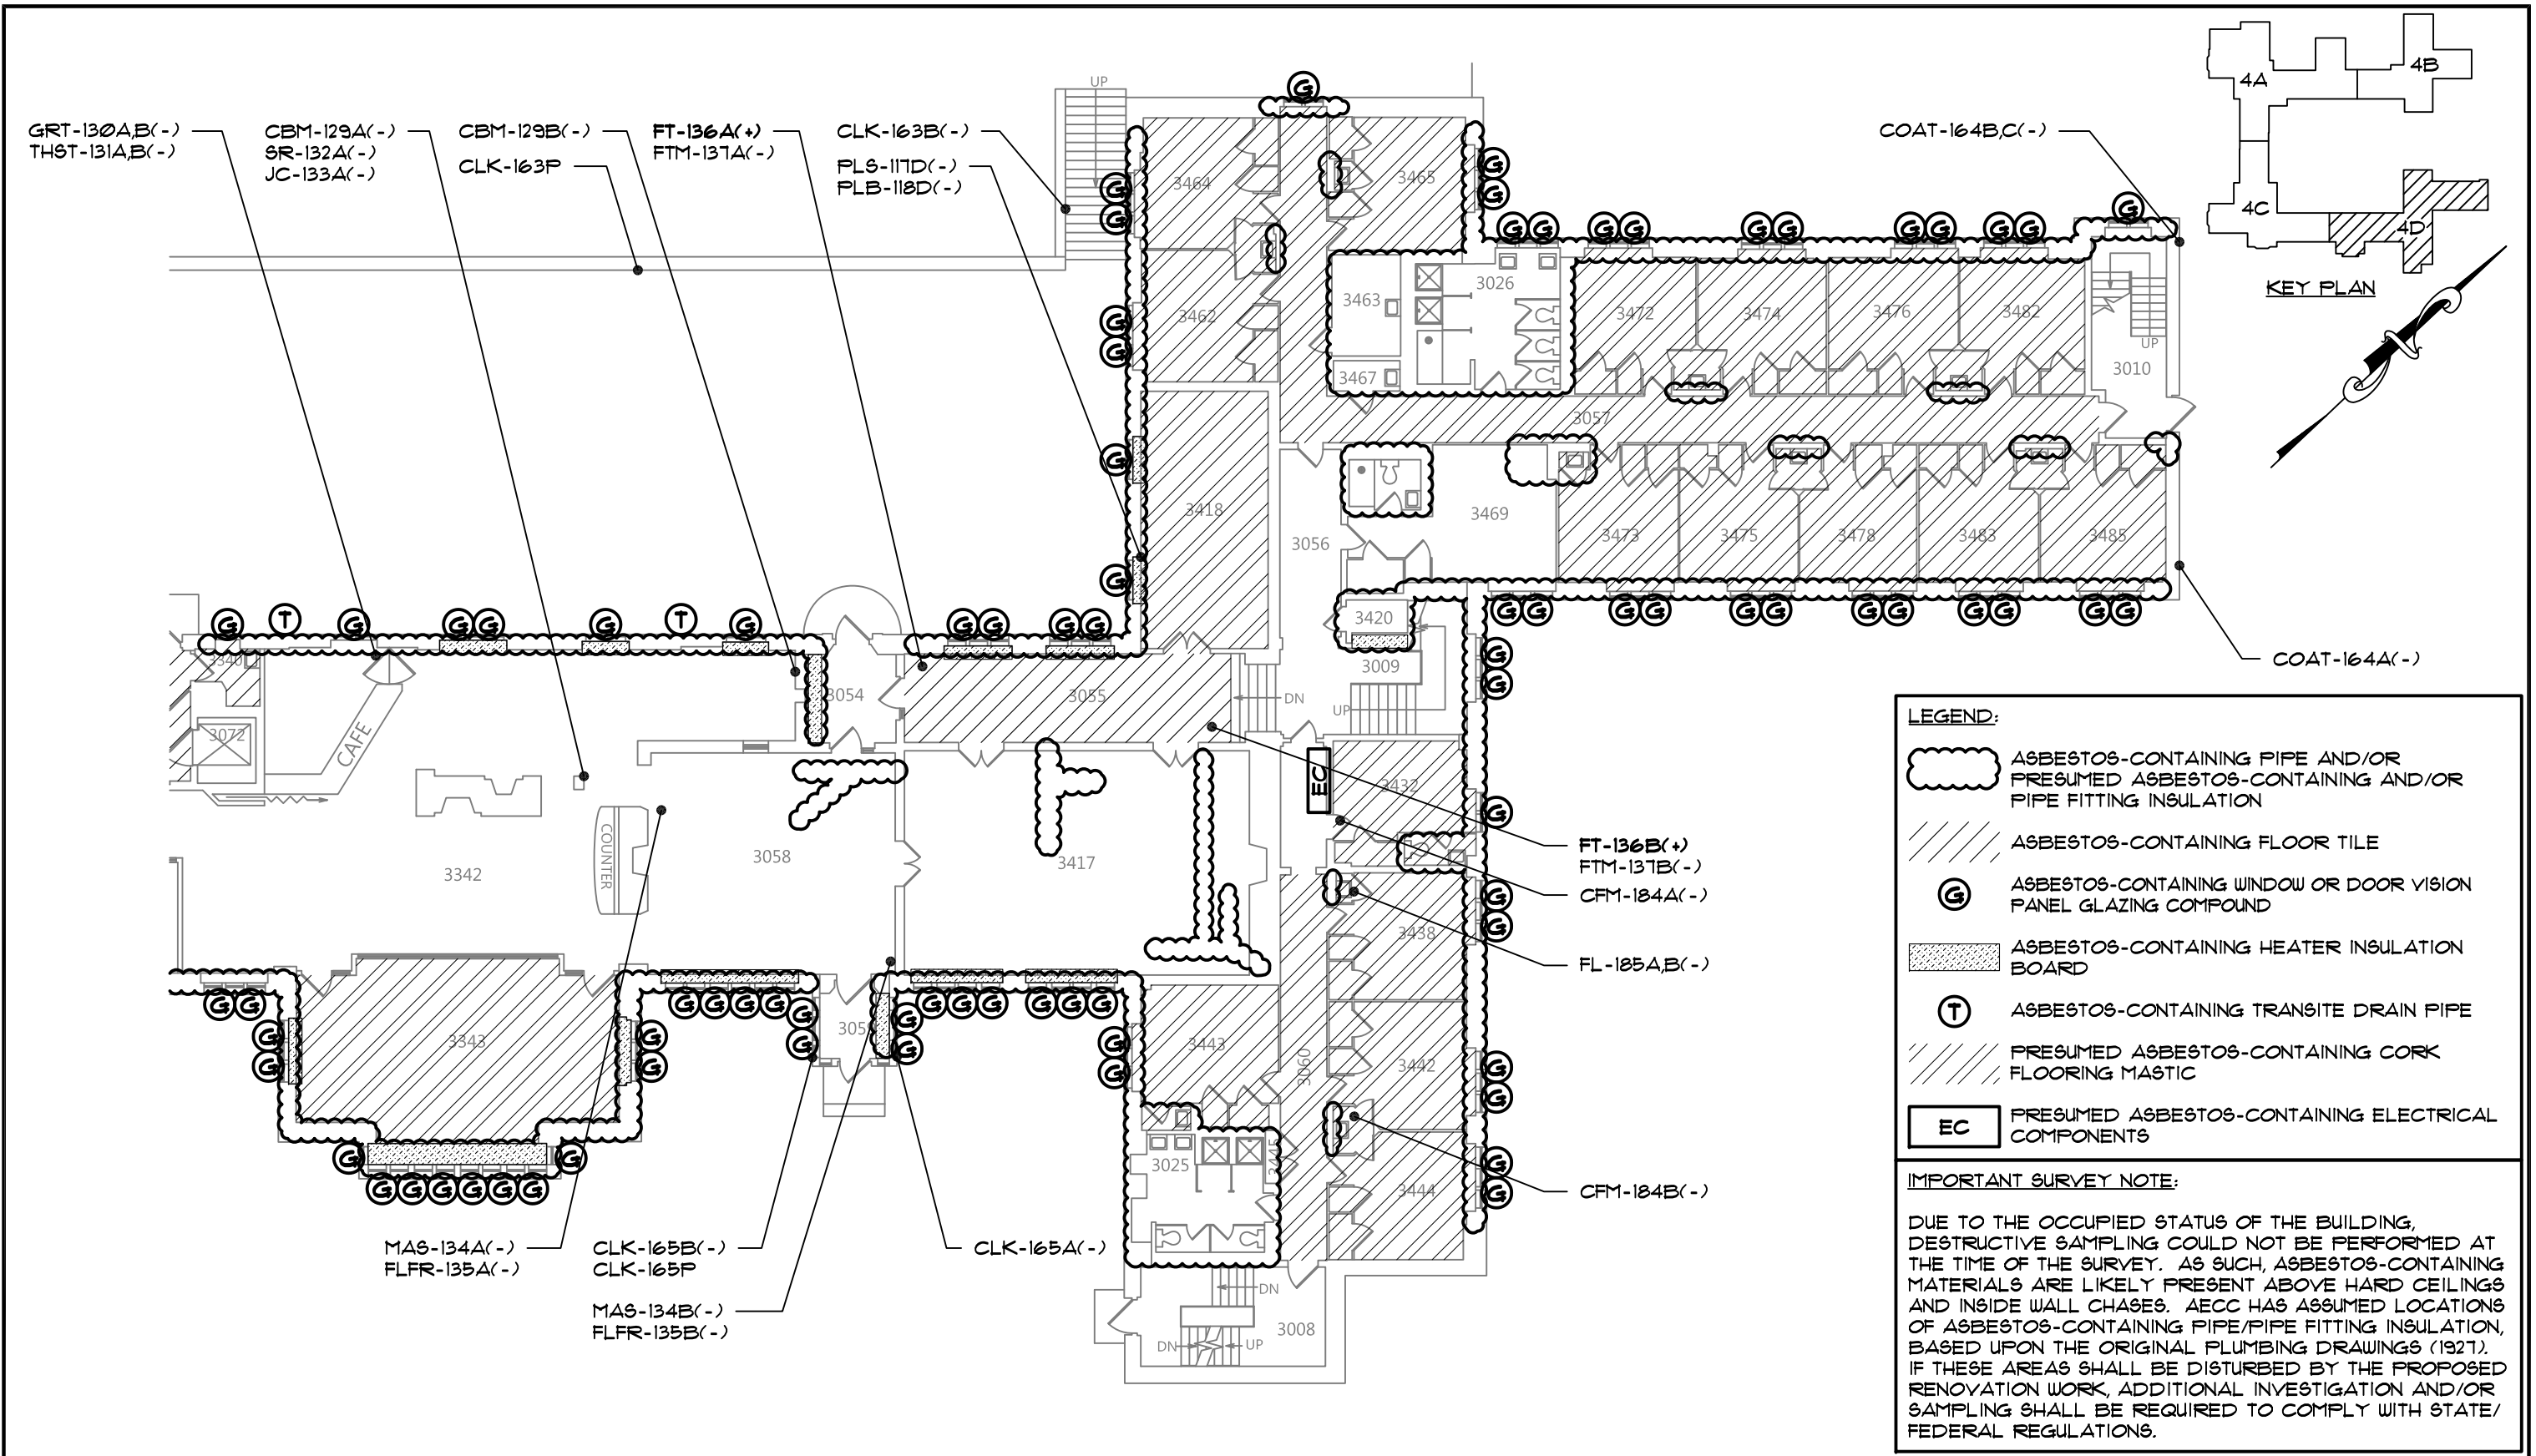 UP
4A
4B
4C
4D
KEY PLAN
GRT-130A,B(-)
THST-131A,B(-)
CBM-129A(-)
SR-132A(-)
JC-133A(-)
CBM-129B(-)
CLK-163P
FT-136A(+)
FTM-137A(-)
CLK-163B(-)
PLS-117D(-)
PLB-118D(-)
COAT-164B,C(-)
G
G G
3464
3465
G G
G G
G G
G G
G G
G G
G
3462
3463
3026
3467
3472
3474
3476
3482
UP
3010
G G
3057
G
3418
3056
3469
3473
3475
3478
3483
3485
G
3420
3009
G G
G G
G G
G G
G G
G G
COAT-164A(-)
G
T
G
G G
G
T
G
G G
G G
G G
3340
3072
CAFE
3054
3055
DN
UP
EC
3432
G
COUNTER
3342
3058
3417
FT-136B(+)
FTM-137B(-)
CFM-184A(-)
FL-185A,B(-)
3438
G G
G G
G G
G G
3343
G G G G
G G
305
G G
G G G
G G G
G G
3443
3060
3442
G G
3025
3445
3444
G G
CFM-184B(-)
G
G
G G G G G G
MAS-134A(-)
FLFR-135A(-)
CLK-165B(-)
CLK-165P
MAS-134B(-)
FLFR-135B(-)
CLK-165A(-)
DN
DN
UP
3008
LEGEND:
ASBESTOS-CONTAINING PIPE AND/OR
PRESUMED ASBESTOS-CONTAINING AND/OR
PIPE FITTING INSULATION
ASBESTOS-CONTAINING FLOOR TILE
G
ASBESTOS-CONTAINING WINDOW OR DOOR VISION
PANEL GLAZING COMPOUND
ASBESTOS-CONTAINING HEATER INSULATION
BOARD
T
ASBESTOS-CONTAINING TRANSITE DRAIN PIPE
PRESUMED ASBESTOS-CONTAINING CORK
FLOORING MASTIC
EC
PRESUMED ASBESTOS-CONTAINING ELECTRICAL
COMPONENTS
IMPORTANT SURVEY NOTE:
DUE TO THE OCCUPIED STATUS OF THE BUILDING,
DESTRUCTIVE SAMPLING COULD NOT BE PERFORMED AT
THE TIME OF THE SURVEY. AS SUCH, ASBESTOS-CONTAINING
MATERIALS ARE LIKELY PRESENT ABOVE HARD CEILINGS
AND INSIDE WALL CHASES. AECC HAS ASSUMED LOCATIONS
OF ASBESTOS-CONTAINING PIPE/PIPE FITTING INSULATION,
BASED UPON THE ORIGINAL PLUMBING DRAWINGS (1927).
IF THESE AREAS SHALL BE DISTURBED BY THE PROPOSED
RENOVATION WORK, ADDITIONAL INVESTIGATION AND/OR
SAMPLING SHALL BE REQUIRED TO COMPLY WITH STATE/
FEDERAL REGULATIONS.